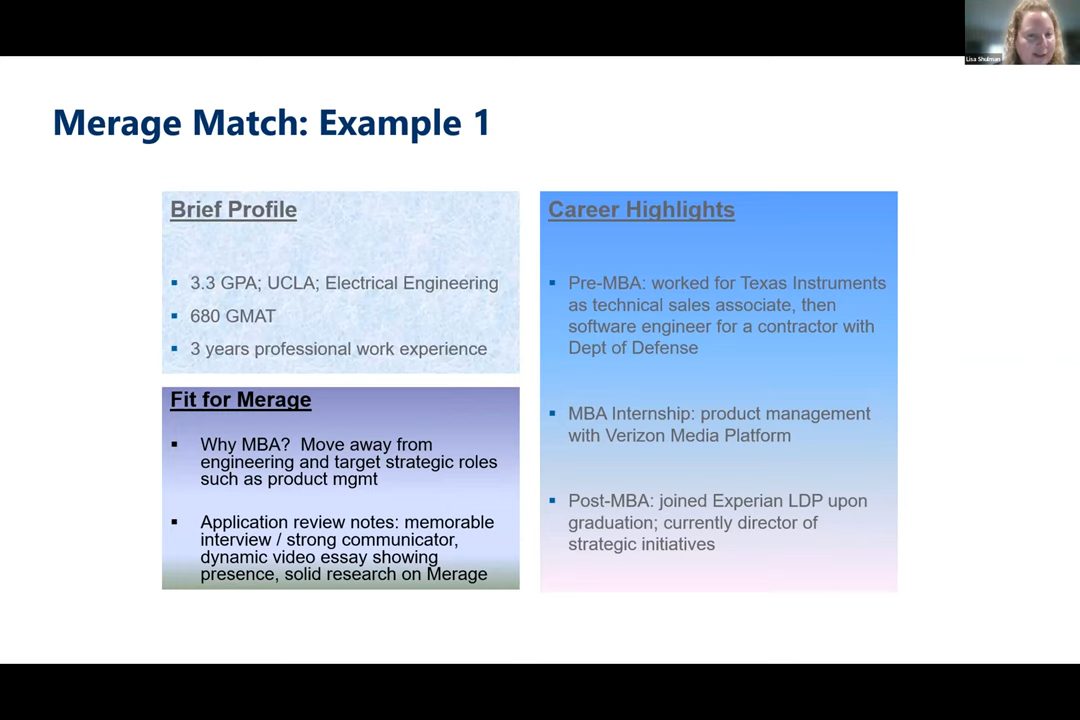 Lisa Shulman
Merage Match: Example 1
Brief Profile
▪ 3.3 GPA; UCLA; Electrical Engineering
▪ 680 GMAT
▪ 3 years professional work experience
Fit for Merage
▪ Why MBA? Move away from
engineering and target strategic roles
such as product mgmt
▪ Application review notes: memorable
interview / strong communicator,
dynamic video essay showing
presence, solid research on Merage
Career Highlights
▪ Pre-MBA: worked for Texas Instruments
as technical sales associate, then
software engineer for a contractor with
Dept of Defense
▪ MBA Internship: product management
with Verizon Media Platform
▪ Post-MBA: joined Experian LDP upon
graduation; currently director of
strategic initiatives